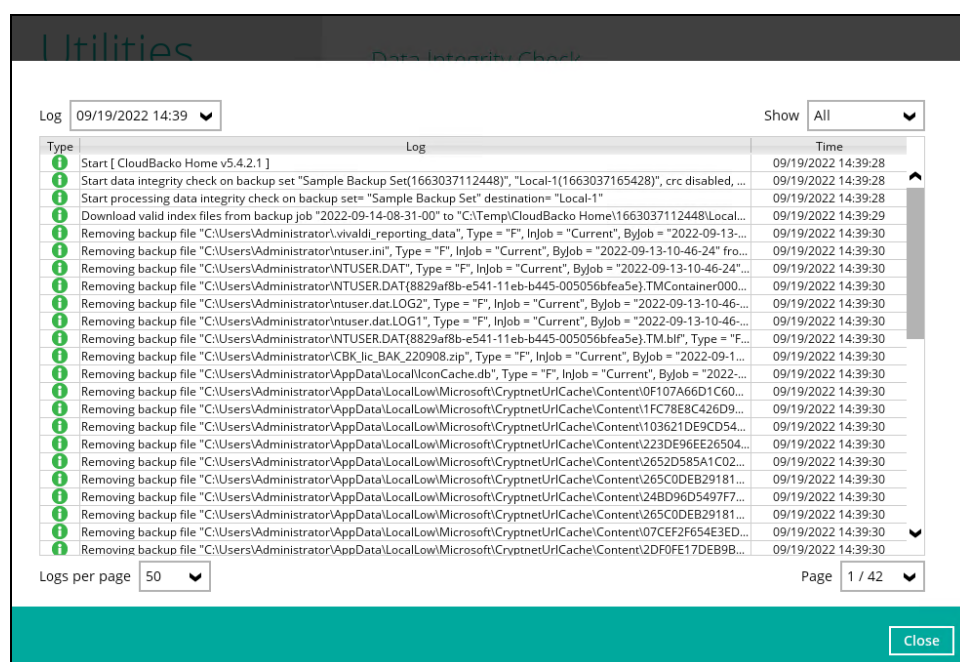 Utilities
Data Integrity Check
Log 09/19/2022 14:39 Show All
Type Log Time
Start [ CloudBacko Home v5.4.2.1 ] 09/19/2022 14:39:28
Start data integrity check on backup set "Sample Backup Set(1663037112448)", "Local-1(1663037165428)", crc disabled, ... 09/19/2022 14:39:28
Start processing data integrity check on backup set= "Sample Backup Set" destination= "Local-1" 09/19/2022 14:39:28
Download valid index files from backup job "2022-09-14-08-31-00" to "C:\Temp\CloudBacko Home\1663037112448\Local... 09/19/2022 14:39:29
Removing backup file "C:\Users\Administrator\.vivaldi_reporting_data", Type = "F", InJob = "Current", ByJob = "2022-09-13-... 09/19/2022 14:39:30
Removing backup file "C:\Users\Administrator\ntuser.ini", Type = "F", InJob = "Current", ByJob = "2022-09-13-10-46-24" fro... 09/19/2022 14:39:30
Removing backup file "C:\Users\Administrator\NTUSER.DAT", Type = "F", InJob = "Current", ByJob = "2022-09-13-10-46-24"... 09/19/2022 14:39:30
Removing backup file "C:\Users\Administrator\NTUSER.DAT{8829af8b-e541-11eb-b445-005056bfea5e}.TMContainer000... 09/19/2022 14:39:30
Removing backup file "C:\Users\Administrator\ntuser.dat.LOG2", Type = "F", InJob = "Current", ByJob = "2022-09-13-10-46-... 09/19/2022 14:39:30
Removing backup file "C:\Users\Administrator\ntuser.dat.LOG1", Type = "F", InJob = "Current", ByJob = "2022-09-13-10-46-... 09/19/2022 14:39:30
Removing backup file "C:\Users\Administrator\NTUSER.DAT{8829af8b-e541-11eb-b445-005056bfea5e}.TM.blf", Type = "F... 09/19/2022 14:39:30
Removing backup file "C:\Users\Administrator\CBK_lic_BAK_220908.zip", Type = "F", InJob = "Current", ByJob = "2022-09-1... 09/19/2022 14:39:30
Removing backup file "C:\Users\Administrator\AppData\Local\IconCache.db", Type = "F", InJob = "Current", ByJob = "2022-... 09/19/2022 14:39:30
Removing backup file "C:\Users\Administrator\AppData\LocalLow\Microsoft\CryptnetUrlCache\Content\0F107A66D1C60... 09/19/2022 14:39:30
Removing backup file "C:\Users\Administrator\AppData\LocalLow\Microsoft\CryptnetUrlCache\Content\1FC78E8C426D9... 09/19/2022 14:39:30
Removing backup file "C:\Users\Administrator\AppData\LocalLow\Microsoft\CryptnetUrlCache\Content\103621DE9CD54... 09/19/2022 14:39:30
Removing backup file "C:\Users\Administrator\AppData\LocalLow\Microsoft\CryptnetUrlCache\Content\223DE96EE26504... 09/19/2022 14:39:30
Removing backup file "C:\Users\Administrator\AppData\LocalLow\Microsoft\CryptnetUrlCache\Content\2652D585A1C02... 09/19/2022 14:39:30
Removing backup file "C:\Users\Administrator\AppData\LocalLow\Microsoft\CryptnetUrlCache\Content\265C0DEB29181... 09/19/2022 14:39:30
Removing backup file "C:\Users\Administrator\AppData\LocalLow\Microsoft\CryptnetUrlCache\Content\24BD96D5497F7... 09/19/2022 14:39:30
Removing backup file "C:\Users\Administrator\AppData\LocalLow\Microsoft\CryptnetUrlCache\Content\265C0DEB29181... 09/19/2022 14:39:30
Removing backup file "C:\Users\Administrator\AppData\LocalLow\Microsoft\CryptnetUrlCache\Content\07CEF2F654E3ED... 09/19/2022 14:39:30
Removing backup file "C:\Users\Administrator\AppData\LocalLow\Microsoft\CryptnetUrlCache\Content\2DF0FE17DEB9B... 09/19/2022 14:39:30
Logs per page 50 Page 1 / 42
Close